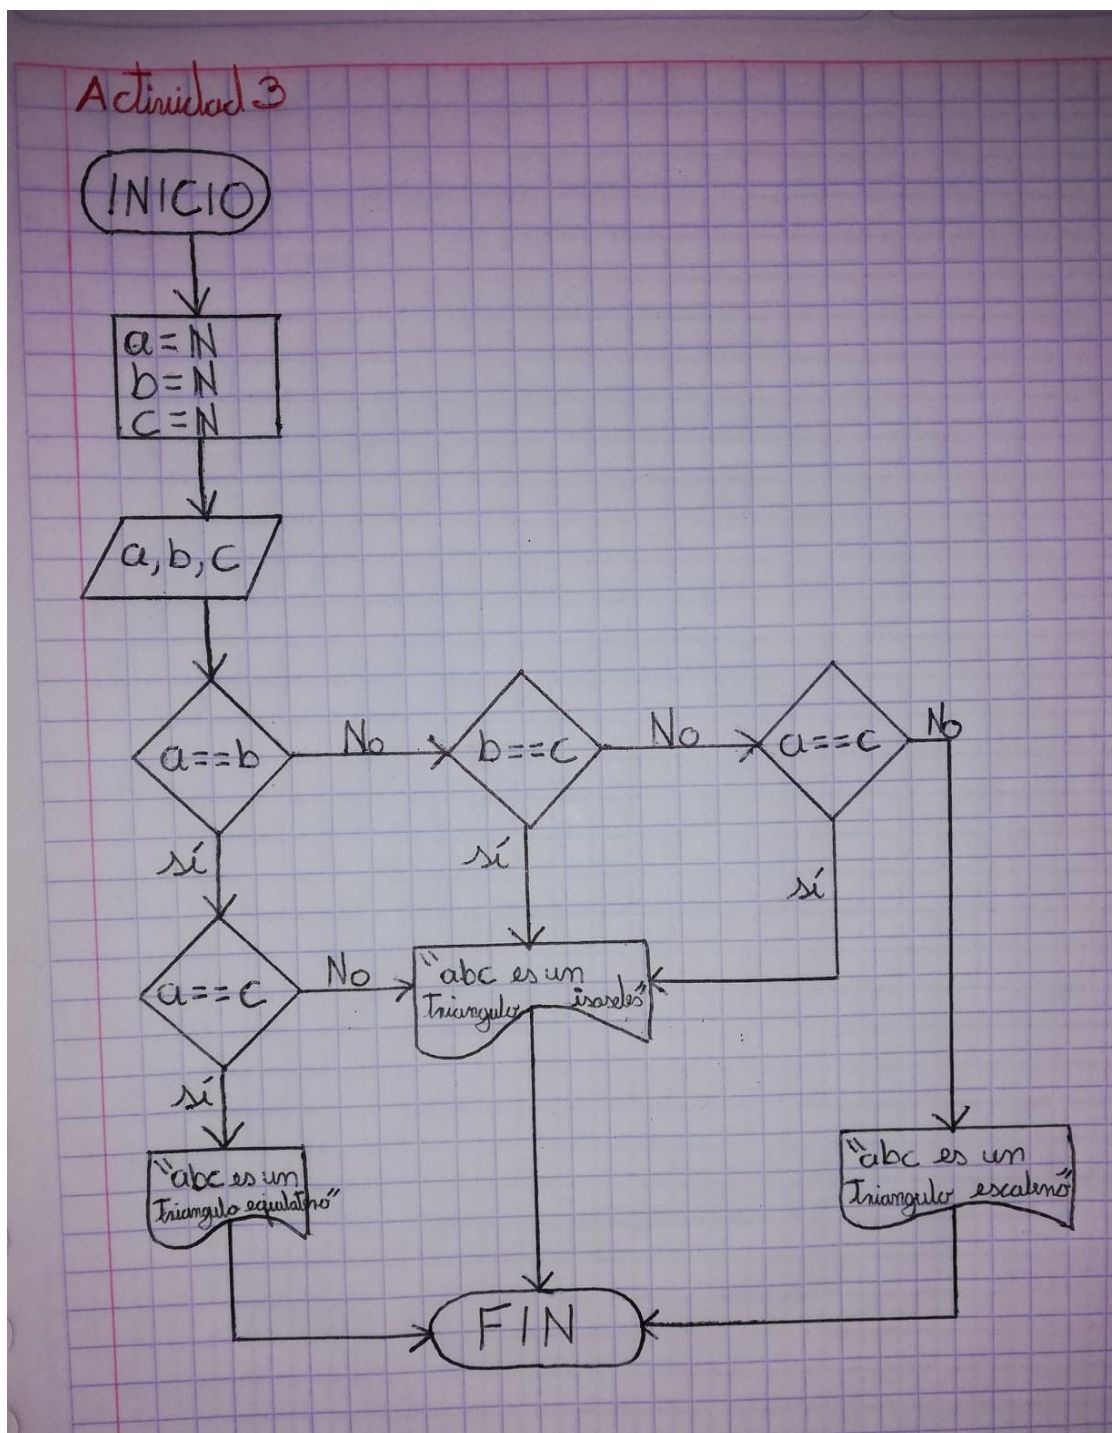 Actividad 3
INICIO
a=ℕ
b=ℕ
c=ℕ
a,b,c
a==b
No
b==c
No
a==c
No
sí
sí
sí
a==c
No
"abc es un
triangulo isoseles"
sí
"abc es un
triangulo equilatero"
"abc es un
triangulo escaleno"
FIN